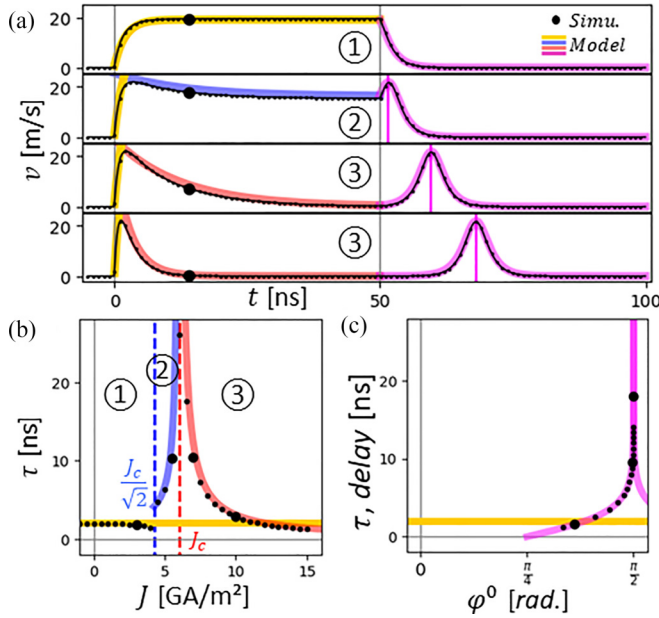 (a)
Simu.
Model
20
0
①
20
0
②
20
0
③
20
0
③
v [m/s]
0 t [ns] 50 100
(b)
①
②
③
20
10
0
τ [ns]
J_c/√2
J_c
0 5 10 15
J [GA/m²]
(c)
20
10
0
τ, delay [ns]
0 π/4 π/2
φ⁰ [rad.]